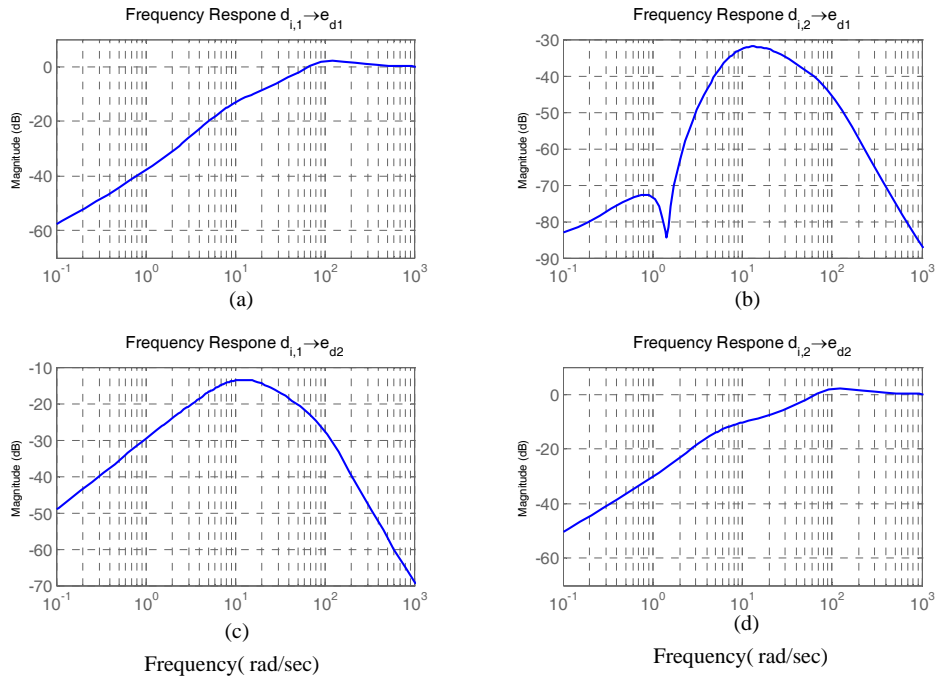 Frequency Respone d_{i,1}→e_{d1}
Magnitude (dB)
0
-20
-40
-60
10^{-1} 10^{0} 10^{1} 10^{2} 10^{3}
(a)
Frequency Respone d_{i,2}→e_{d1}
Magnitude (dB)
-30
-40
-50
-60
-70
-80
-90
10^{-1} 10^{0} 10^{1} 10^{2} 10^{3}
(b)
Frequency Respone d_{i,1}→e_{d2}
Magnitude (dB)
-10
-20
-30
-40
-50
-60
-70
10^{-1} 10^{0} 10^{1} 10^{2} 10^{3}
(c)
Frequency( rad/sec)
Frequency Respone d_{i,2}→e_{d2}
Magnitude (dB)
0
-20
-40
-60
10^{-1} 10^{0} 10^{1} 10^{2} 10^{3}
(d)
Frequency( rad/sec)